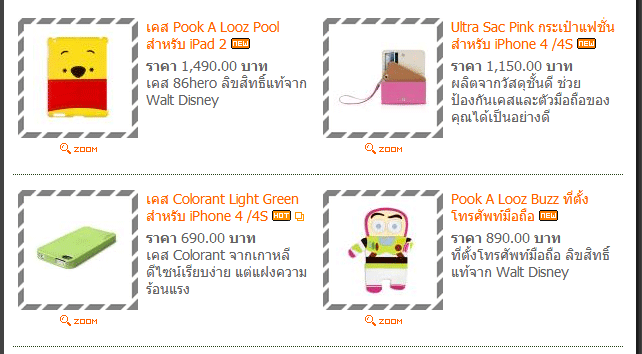 เคส Pook A Looz Pool
สำหรับ iPad 2 NEW
ราคา 1,490.00 บาท
เคส 86hero ลิขสิทธิ์แท้จาก
Walt Disney
ZOOM
Ultra Sac Pink กระเป๋าแฟชั่น
สำหรับ iPhone 4 /4S NEW
ราคา 1,150.00 บาท
ผลิตจากวัสดุชั้นดี ช่วย
ป้องกันเคสและตัวมือถือของ
คุณได้เป็นอย่างดี
ZOOM
เคส Colorant Light Green
สำหรับ iPhone 4 /4S HOT
ราคา 690.00 บาท
เคส Colorant จากเกาหลี
ดีไซน์เรียบง่าย แต่แฝงความ
ร้อนแรง
ZOOM
Pook A Looz Buzz ที่ตั้ง
โทรศัพท์มือถือ NEW
ราคา 890.00 บาท
ที่ตั้งโทรศัพท์มือถือ ลิขสิทธิ์
แท้จาก Walt Disney
ZOOM